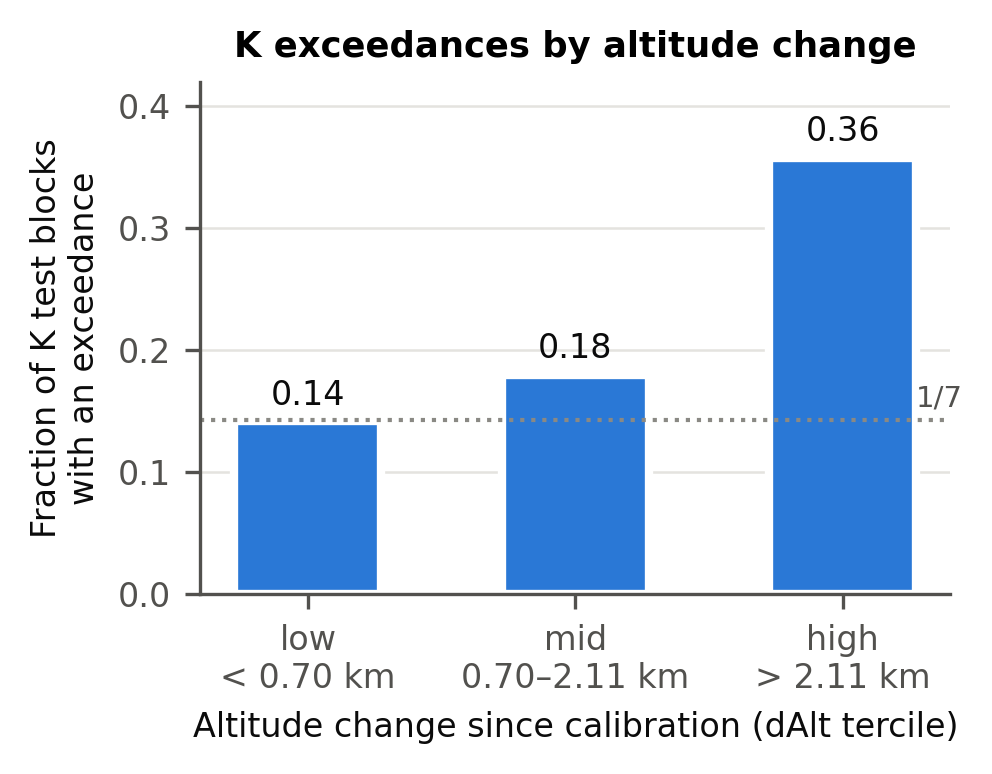 K exceedances by altitude change
Fraction of K test blocks
with an exceedance
0.4
0.3
0.2
0.1
0.0
0.14
0.18
0.36
1/7
low
< 0.70 km
mid
0.70–2.11 km
high
> 2.11 km
Altitude change since calibration (dAlt tercile)